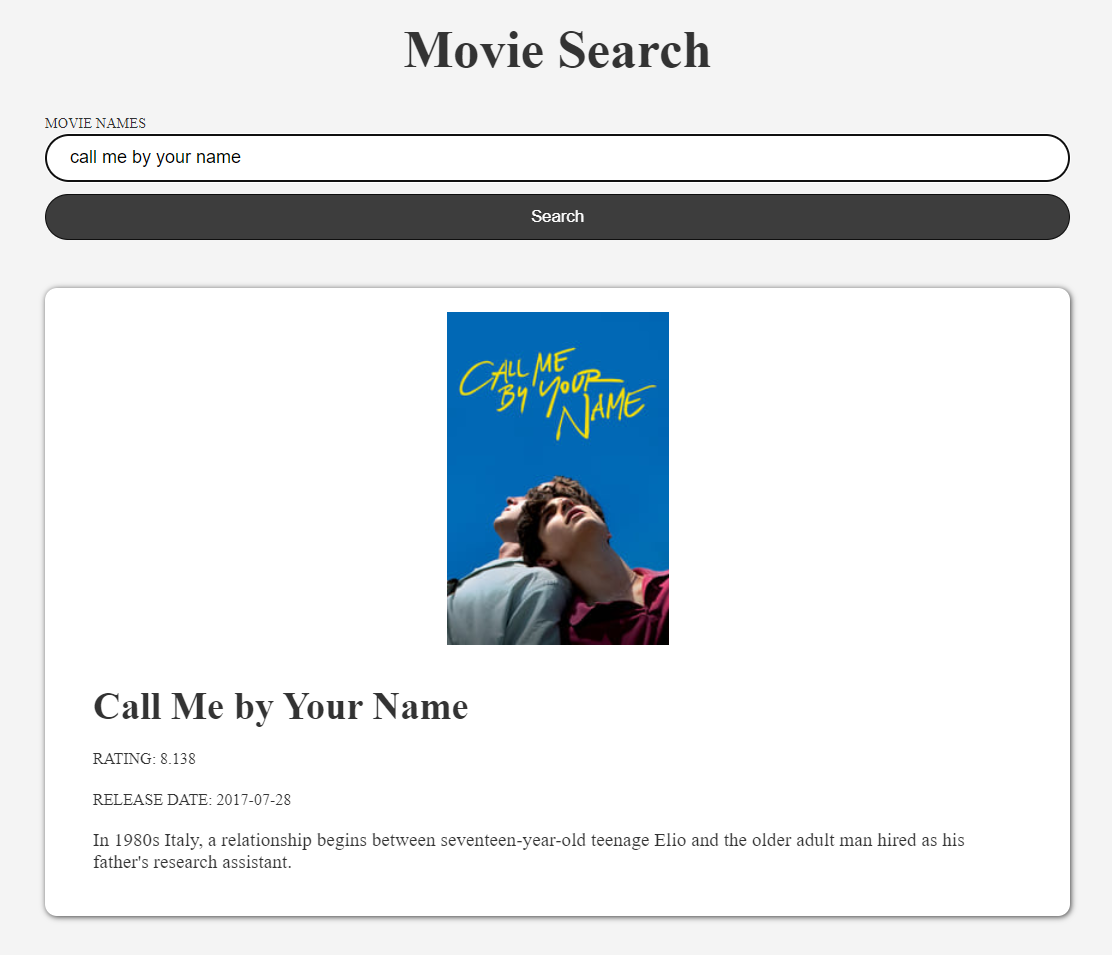 Movie Search
MOVIE NAMES
call me by your name
Search
CALL ME
BY YOUR
NAME
Call Me by Your Name
RATING: 8.138
RELEASE DATE: 2017-07-28
In 1980s Italy, a relationship begins between seventeen-year-old teenage Elio and the older adult man hired as his
father's research assistant.